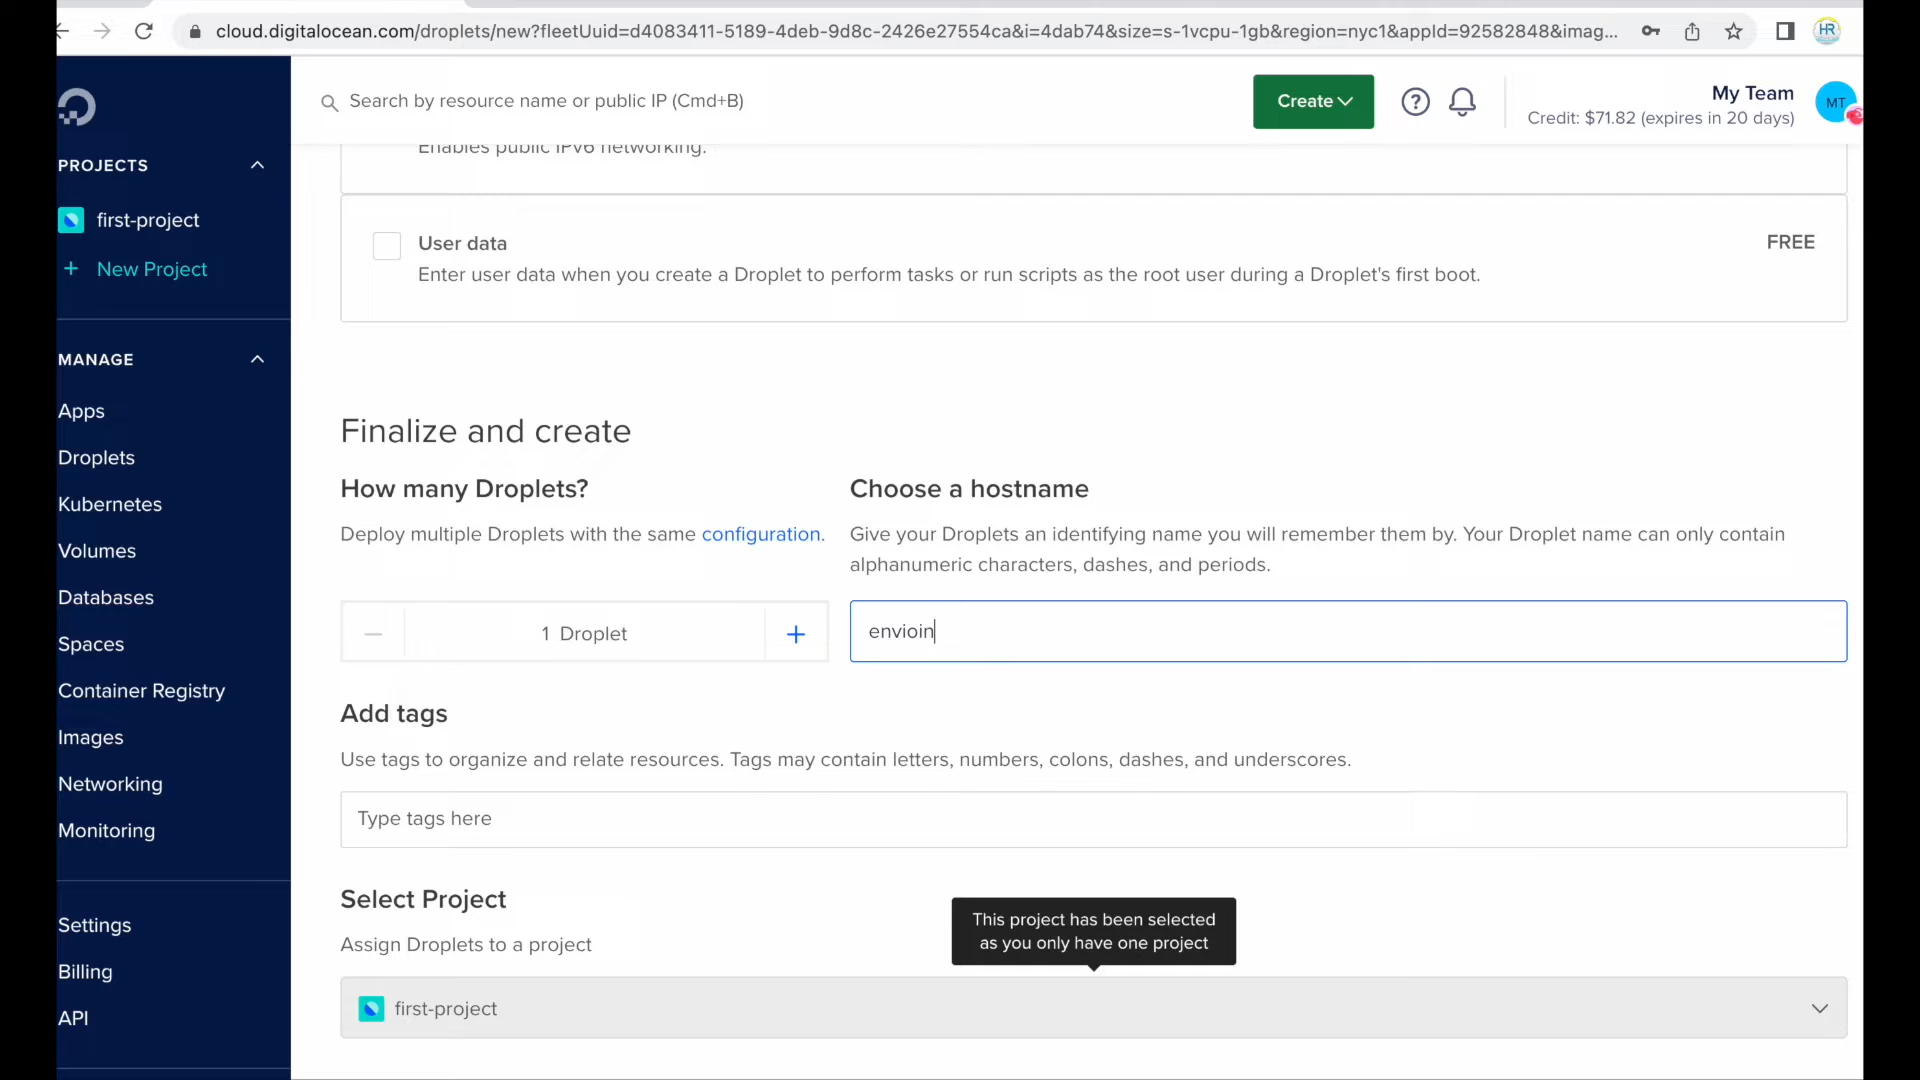 cloud.digitalocean.com/droplets/new?fleetUuid=d4083411-5189-4deb-9d8c-2426e27554ca&i=4dab74&size=s-1vcpu-1gb&region=nyc1&appId=92582848&imag...
HR
Search by resource name or public IP (Cmd+B)
Create
?
My Team
Credit: $71.82 (expires in 20 days)
MT
PROJECTS
first-project
+ New Project
MANAGE
Apps
Droplets
Kubernetes
Volumes
Databases
Spaces
Container Registry
Images
Networking
Monitoring
Settings
Billing
API
Enables public IPv6 networking.
User data
FREE
Enter user data when you create a Droplet to perform tasks or run scripts as the root user during a Droplet's first boot.
Finalize and create
How many Droplets?
Deploy multiple Droplets with the same configuration.
1 Droplet
Choose a hostname
Give your Droplets an identifying name you will remember them by. Your Droplet name can only contain
alphanumeric characters, dashes, and periods.
envioin
Add tags
Use tags to organize and relate resources. Tags may contain letters, numbers, colons, dashes, and underscores.
Type tags here
Select Project
Assign Droplets to a project
This project has been selected
as you only have one project
first-project